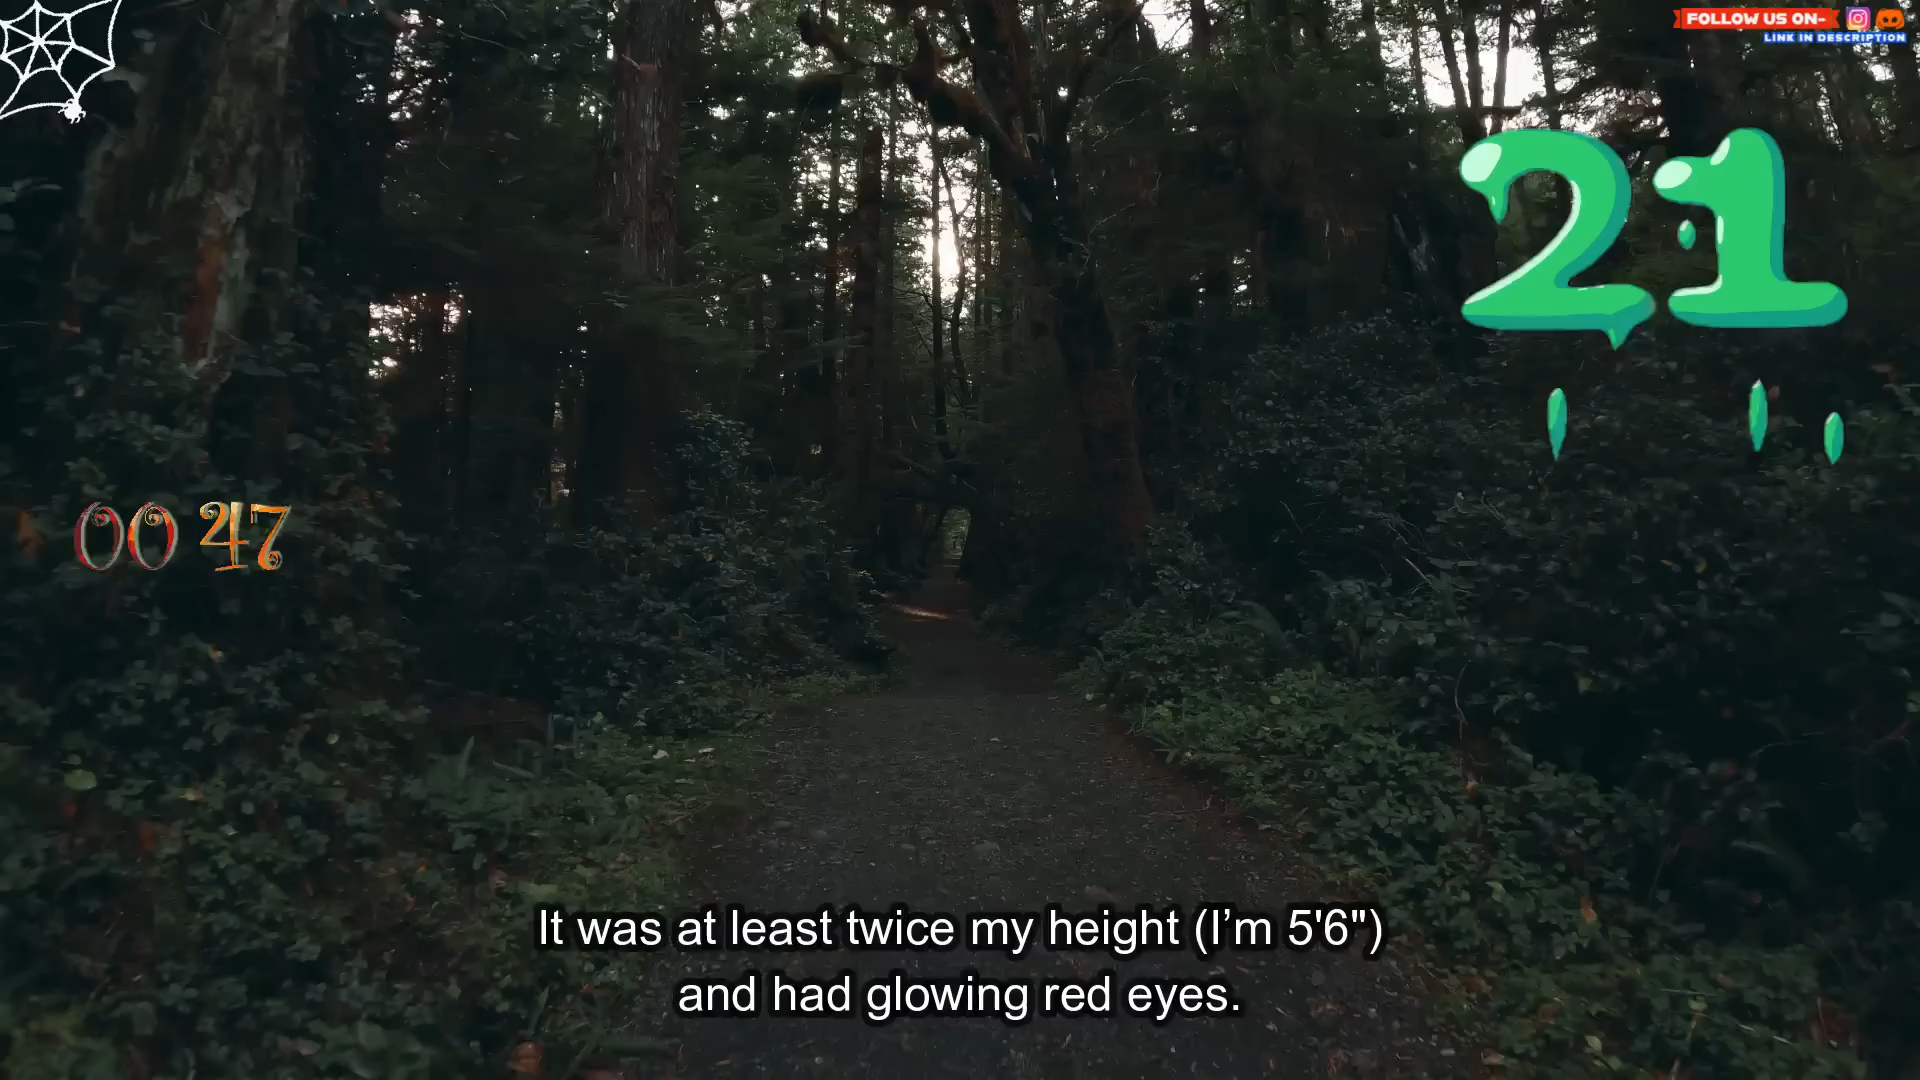 FOLLOW US ON-
LINK IN DESCRIPTION
21
00 47
It was at least twice my height (I’m 5'6")
and had glowing red eyes.